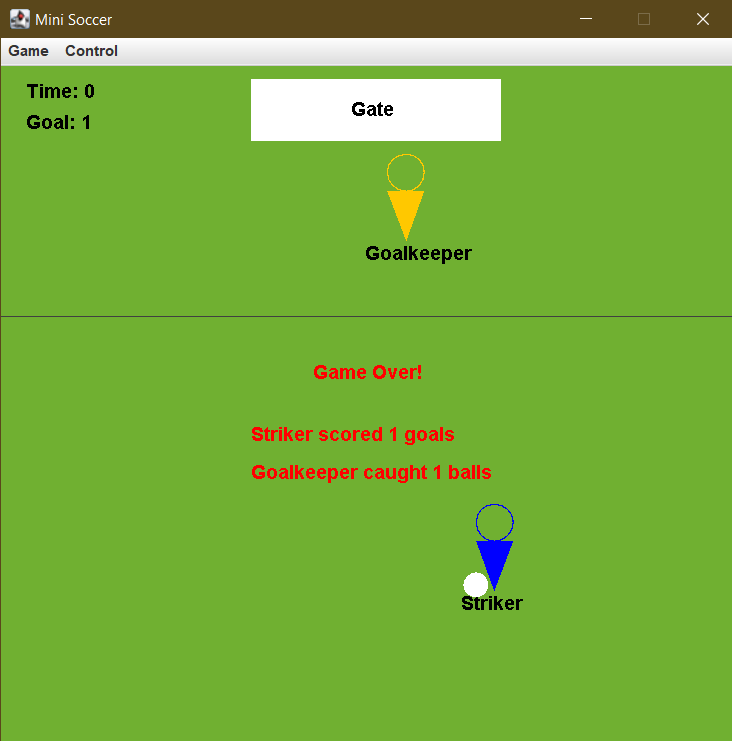 Mini Soccer
Game Control
Time: 0
Goal: 1
Gate
Goalkeeper
Game Over!
Striker scored 1 goals
Goalkeeper caught 1 balls
Striker